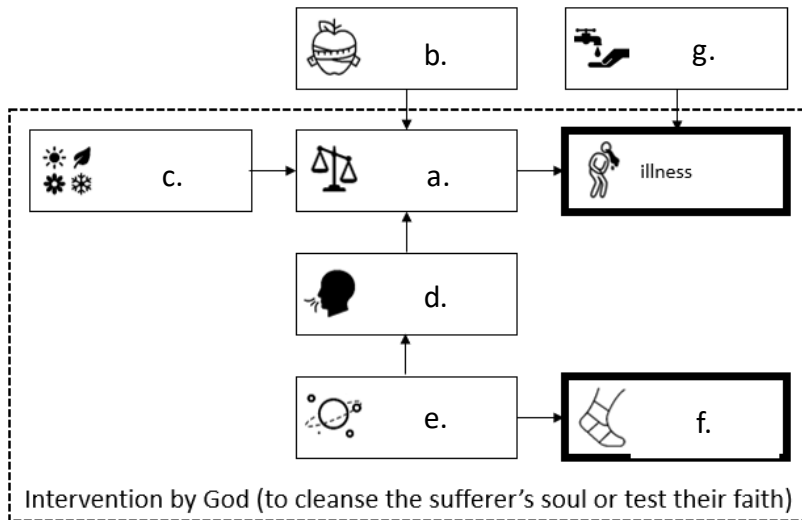 b.
g.
c.
a.
illness
d.
e.
f.
Intervention by God (to cleanse the sufferer's soul or test their faith)